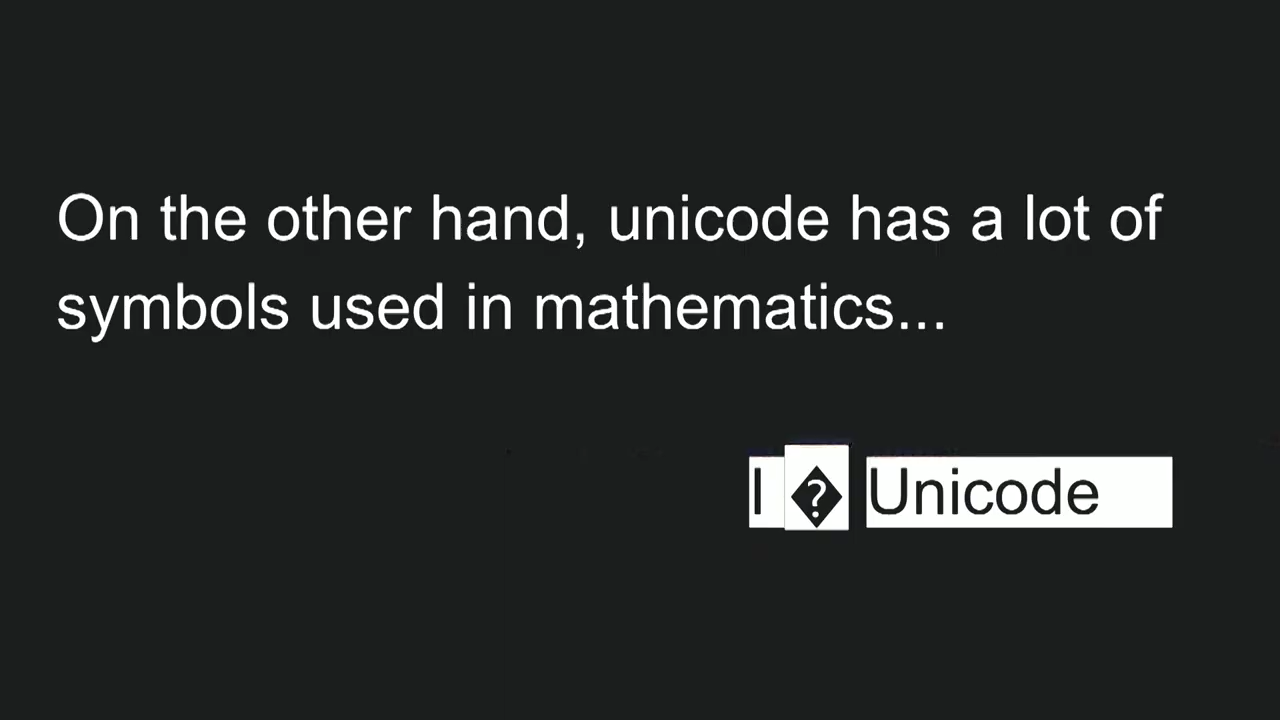 On the other hand, unicode has a lot of
symbols used in mathematics...
I � Unicode